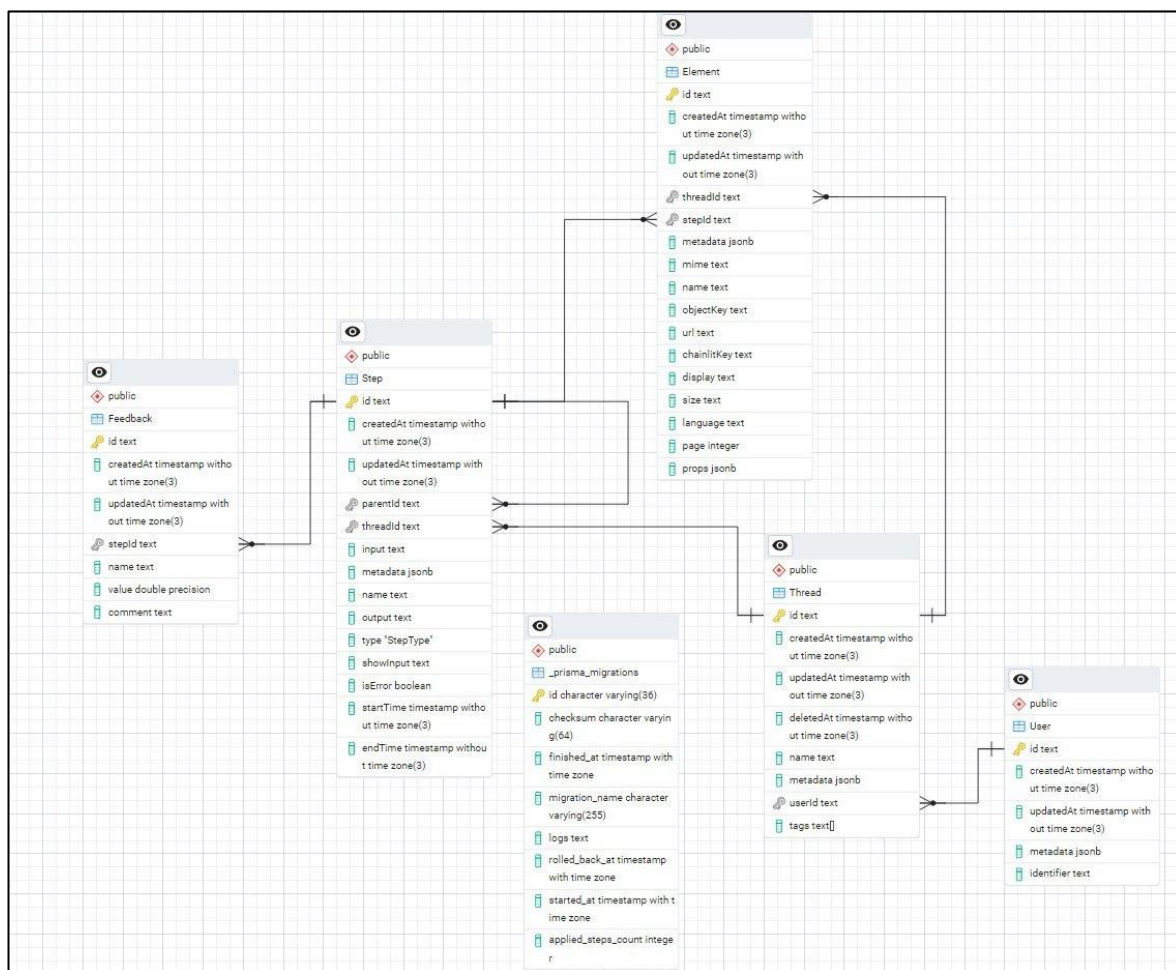 public
Element
id text
createdAt timestamp witho
ut time zone(3)
updatedAt timestamp with
out time zone(3)
threadId text
stepId text
metadata jsonb
mime text
name text
objectKey text
url text
chainlitKey text
display text
size text
language text
page integer
props jsonb
public
Step
id text
createdAt timestamp witho
ut time zone(3)
updatedAt timestamp with
out time zone(3)
parentId text
threadId text
input text
metadata jsonb
name text
output text
type "StepType"
showInput text
isError boolean
startTime timestamp witho
ut time zone(3)
endTime timestamp withou
t time zone(3)
public
Feedback
id text
createdAt timestamp witho
ut time zone(3)
updatedAt timestamp with
out time zone(3)
stepId text
name text
value double precision
comment text
public
_prisma_migrations
id character varying(36)
checksum character varyin
g(64)
finished_at timestamp with
time zone
migration_name character
varying(255)
logs text
rolled_back_at timestamp
with time zone
started_at timestamp with t
ime zone
applied_steps_count intege
r
public
Thread
id text
createdAt timestamp witho
ut time zone(3)
updatedAt timestamp with
out time zone(3)
deletedAt timestamp witho
ut time zone(3)
name text
metadata jsonb
userId text
tags text[]
public
User
id text
createdAt timestamp witho
ut time zone(3)
updatedAt timestamp with
out time zone(3)
metadata jsonb
identifier text